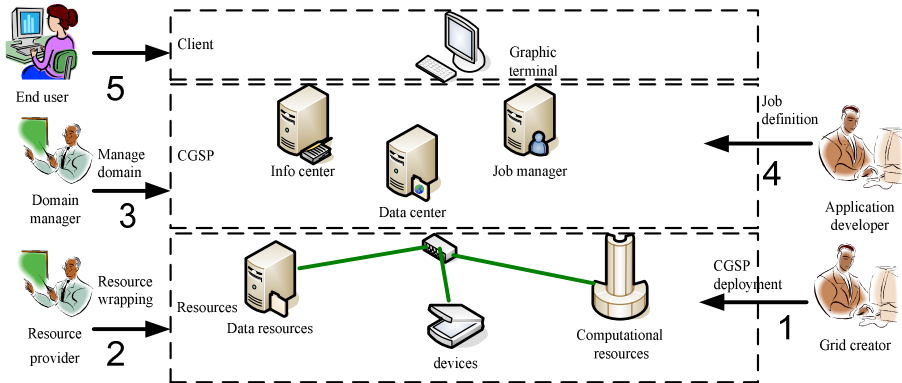 Client
Graphic
terminal
End user
5
Job
definition
CGSP
Manage
domain
Info center
Job manager
4
Domain
manager
3
Data center
Application
developer
CGSP
deployment
Resource
wrapping
Resources
Data resources
1
Resource
provider
2
devices
Computational
resources
Grid creator